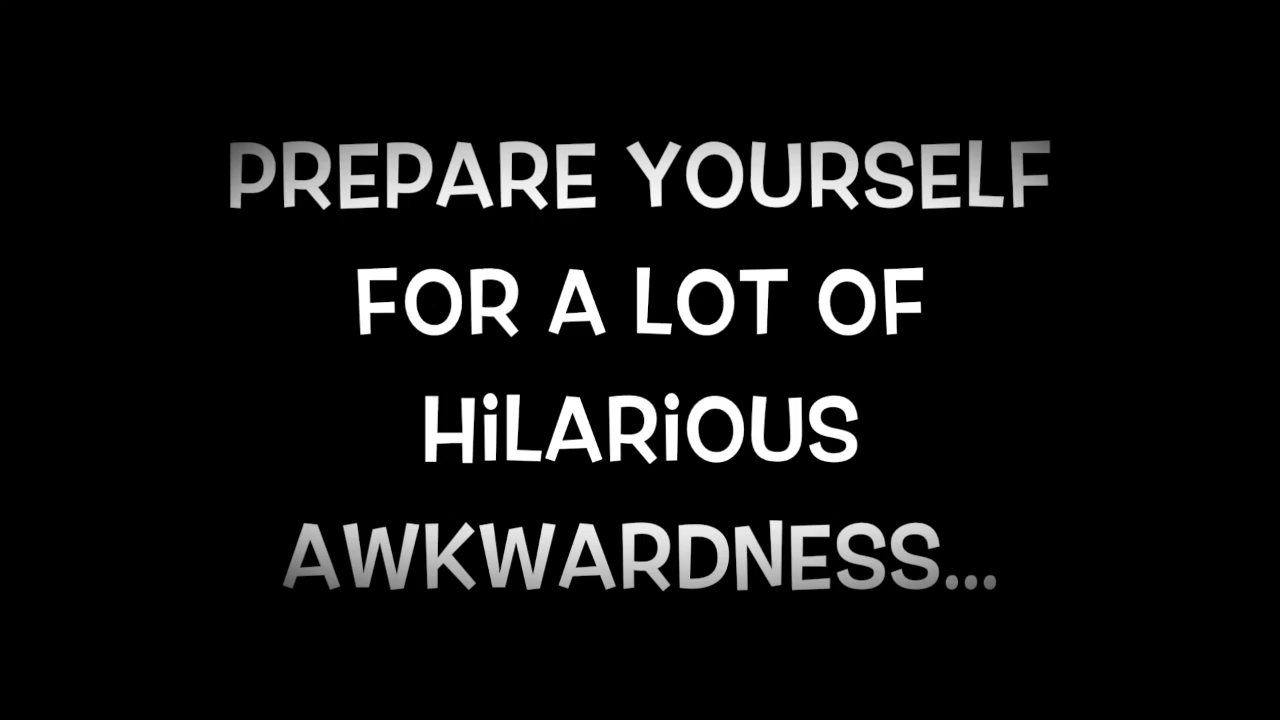 PREPARE YOURSELF
FOR A LOT OF
HiLARiOUS
AWKWARDNESS...